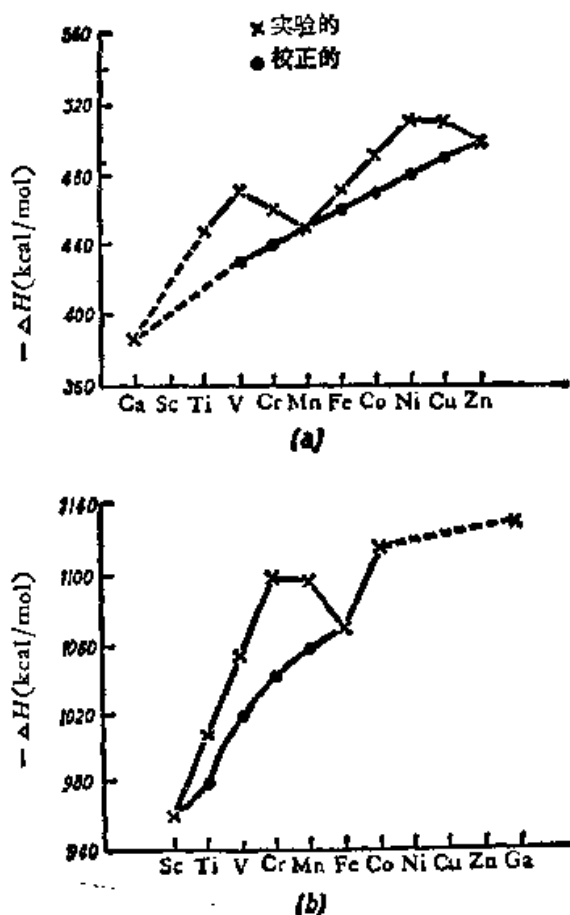 × 实验的
● 校正的
560
520
480
440
400
360
− △H(kcal/mol)
Ca Sc Ti V Cr Mn Fe Co Ni Cu Zn
(a)
1140
1100
1060
1020
980
940
− △H(kcal/mol)
Sc Ti V Cr Mn Fe Co Ni Cu Zn Ga
(b)